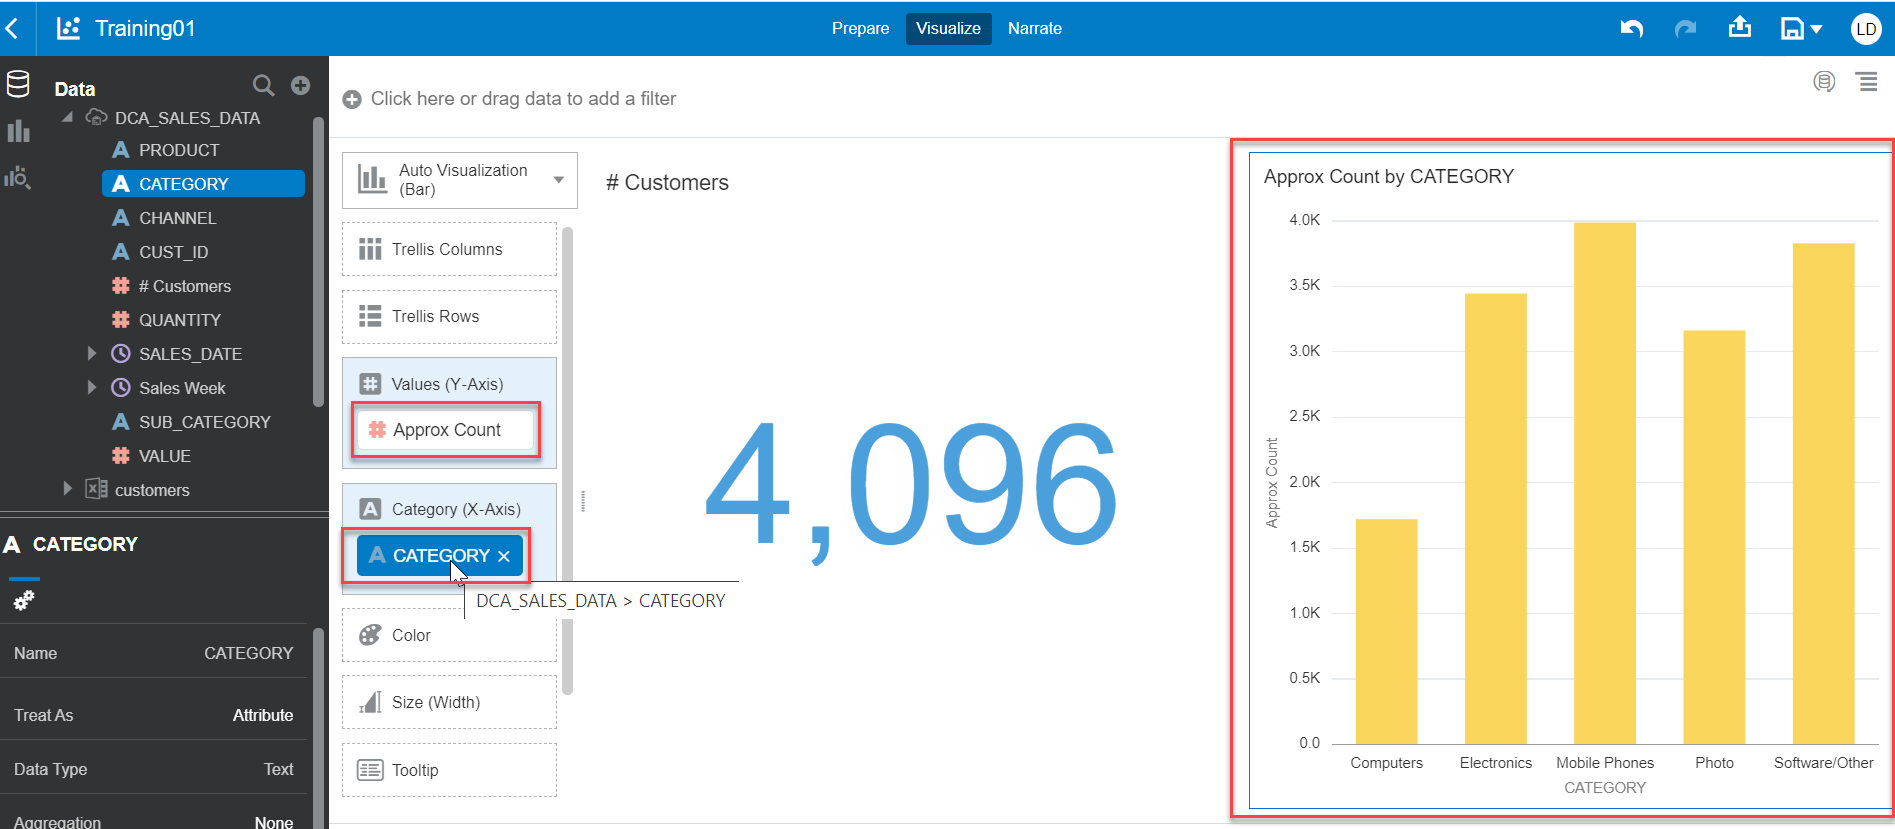 Training01
Prepare Visualize Narrate
LD
Data
DCA_SALES_DATA
A PRODUCT
A CATEGORY
A CHANNEL
A CUST_ID
# # Customers
# QUANTITY
SALES_DATE
Sales Week
A SUB_CATEGORY
# VALUE
customers
A CATEGORY
Name CATEGORY
Treat As Attribute
Data Type Text
Aggregation None
Click here or drag data to add a filter
Auto Visualization
(Bar)
Trellis Columns
Trellis Rows
# Values (Y-Axis)
# Approx Count
A Category (X-Axis)
A CATEGORY ×
DCA_SALES_DATA > CATEGORY
Color
Size (Width)
Tooltip
# Customers
4,096
Approx Count by CATEGORY
Approx Count
4.0K
3.5K
3.0K
2.5K
2.0K
1.5K
1.0K
0.5K
0.0
Computers Electronics Mobile Phones Photo Software/Other
CATEGORY